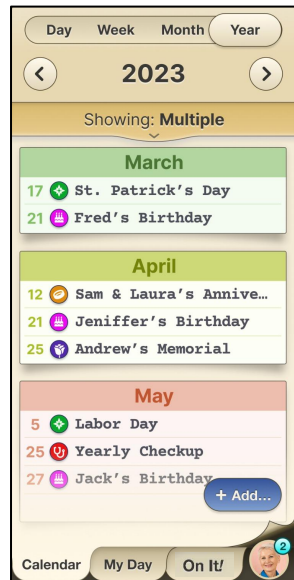 Day Week Month Year
2023
Showing: Multiple
March
17 St. Patrick's Day
21 Fred's Birthday
April
12 Sam & Laura's Annive…
21 Jeniffer's Birthday
25 Andrew's Memorial
May
5 Labor Day
25 Yearly Checkup
27 Jack's Birthday
+ Add...
2
Calendar My Day On It!